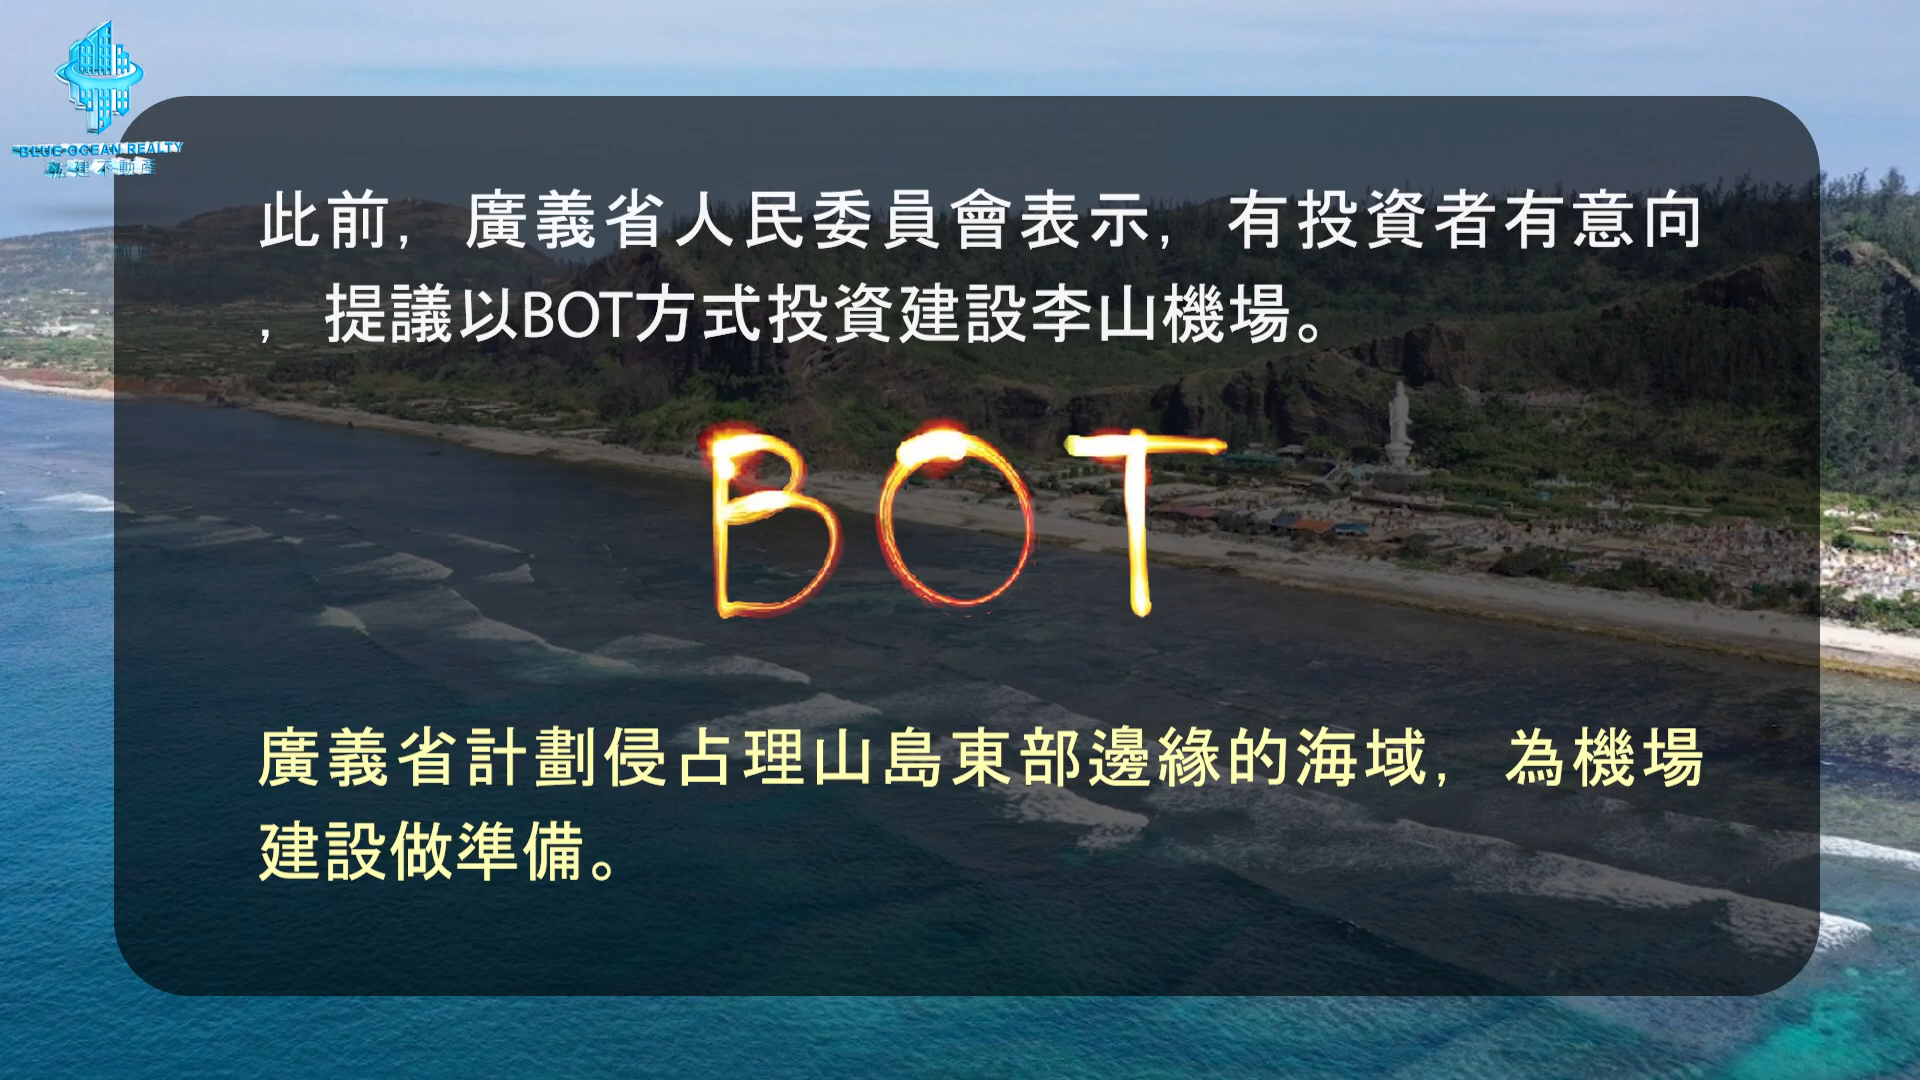 BLUE OCEAN REALTY
不動產
此前，廣義省人民委員會表示，有投資者有意向
，提議以BOT方式投資建設李山機場。
BOT
廣義省計劃侵占理山島東部邊緣的海域，為機場
建設做準備。